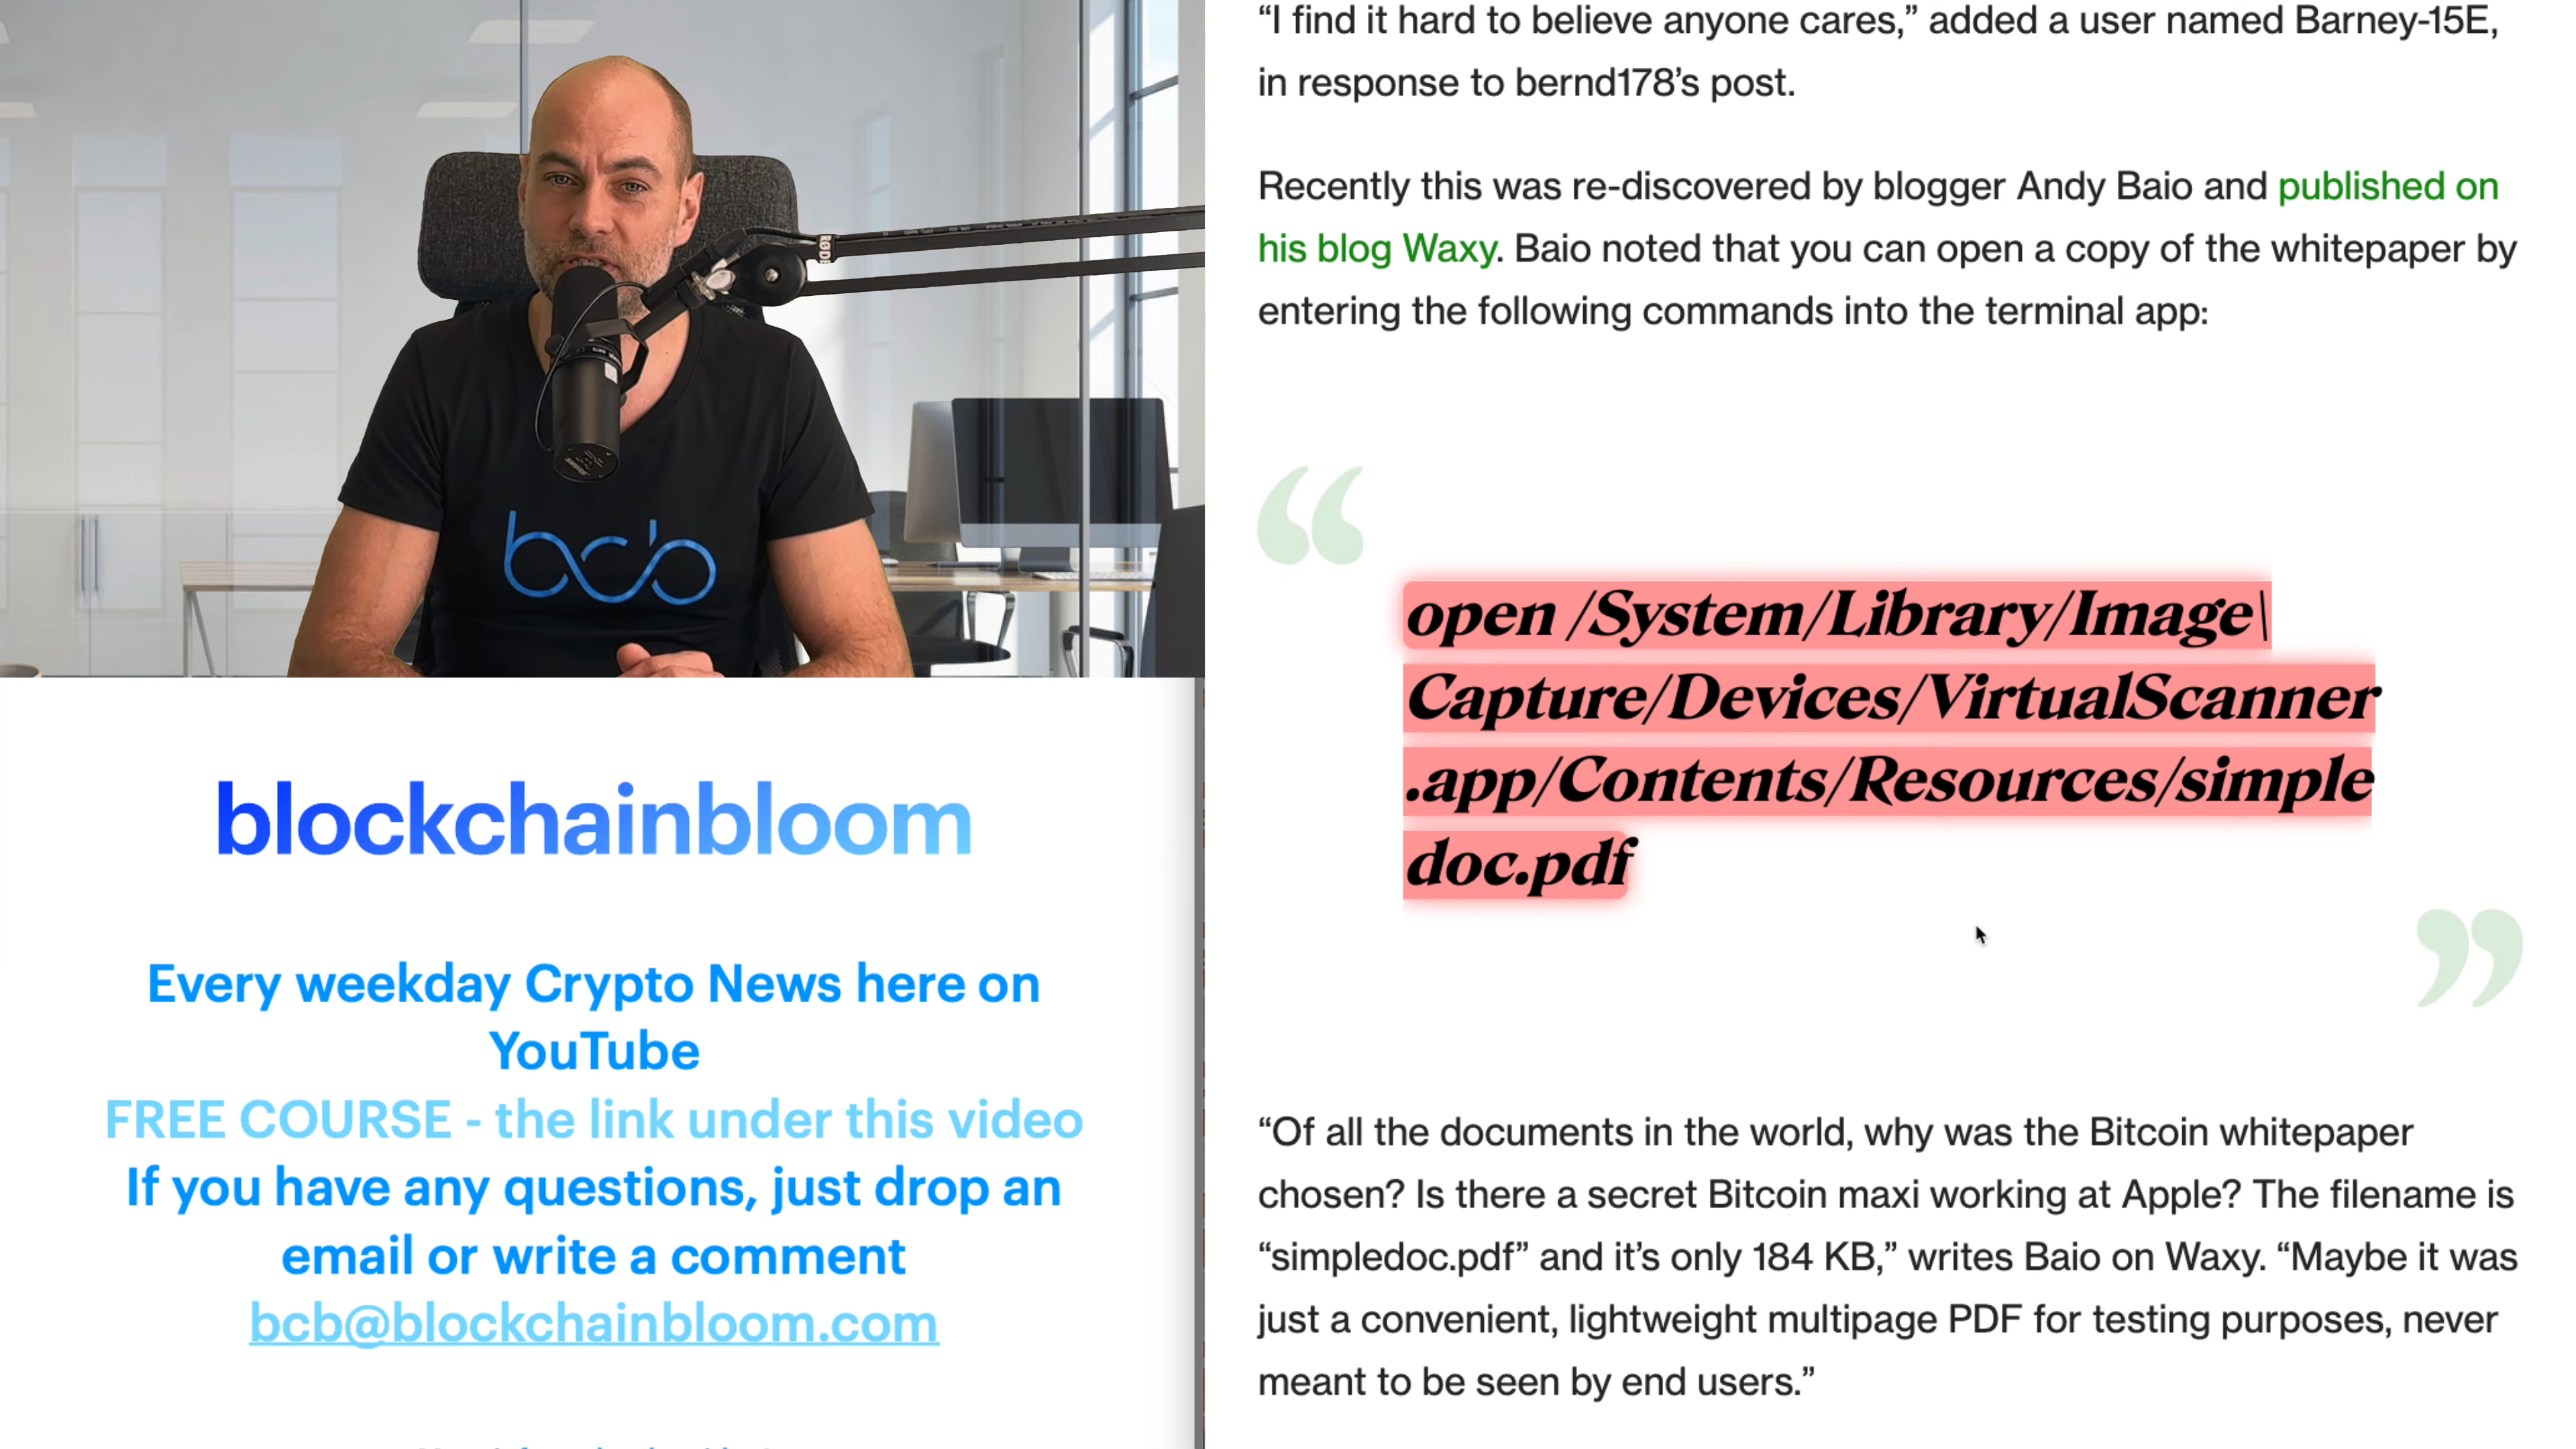 bcb
blockchainbloom
Every weekday Crypto News here on
YouTube
FREE COURSE - the link under this video
If you have any questions, just drop an
email or write a comment
bcb@blockchainbloom.com
“I find it hard to believe anyone cares,” added a user named Barney-15E,
in response to bernd178’s post.
Recently this was re-discovered by blogger Andy Baio and published on
his blog Waxy. Baio noted that you can open a copy of the whitepaper by
entering the following commands into the terminal app:
“
open /System/Library/Image\
Capture/Devices/VirtualScanner
.app/Contents/Resources/simple
doc.pdf
”
“Of all the documents in the world, why was the Bitcoin whitepaper
chosen? Is there a secret Bitcoin maxi working at Apple? The filename is
“simpledoc.pdf” and it’s only 184 KB,” writes Baio on Waxy. “Maybe it was
just a convenient, lightweight multipage PDF for testing purposes, never
meant to be seen by end users.”